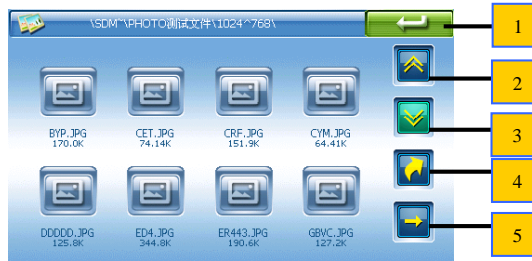 \SDM~\PHOTO测试文件\1024^768\
1
2
3
4
5
BYP.JPG CET.JPG CRF.JPG CYM.JPG
170.0K 74.14K 151.9K 64.41K
DDDDD.JPG ED4.JPG ER443.JPG GBVC.JPG
125.8K 344.8K 190.6K 127.2K